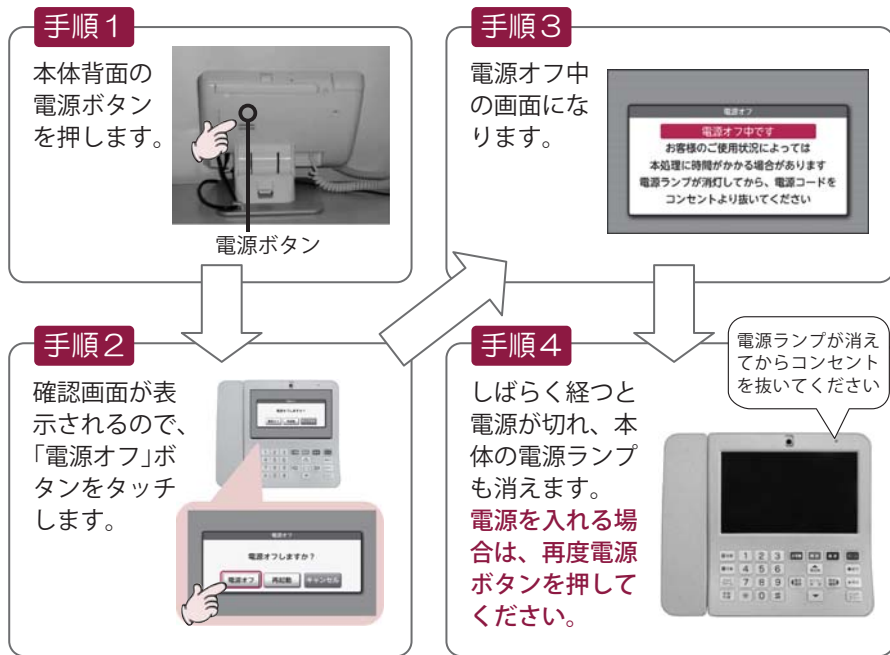 手順1
本体背面の
電源ボタン
を押します。
電源ボタン
手順2
確認画面が表
示されるので、
「電源オフ」ボ
タンをタッチ
します。
電源オフ
電源オフしますか？
電源オフ 再起動 キャンセル
手順3
電源オフ中
の画面にな
ります。
電源オフ
電源オフ中です
お客様のご使用状況によっては
本処理に時間がかかる場合があります
電源ランプが消灯してから、電源コードを
コンセントより抜いてください
手順4
しばらく経つと
電源が切れ、本
体の電源ランプ
も消えます。
電源を入れる場
合は、再度電源
ボタンを押して
ください。
電源ランプが消え
てからコンセント
を抜いてください
1 2 3
4 5 6
7 8 9
＊ 0 #